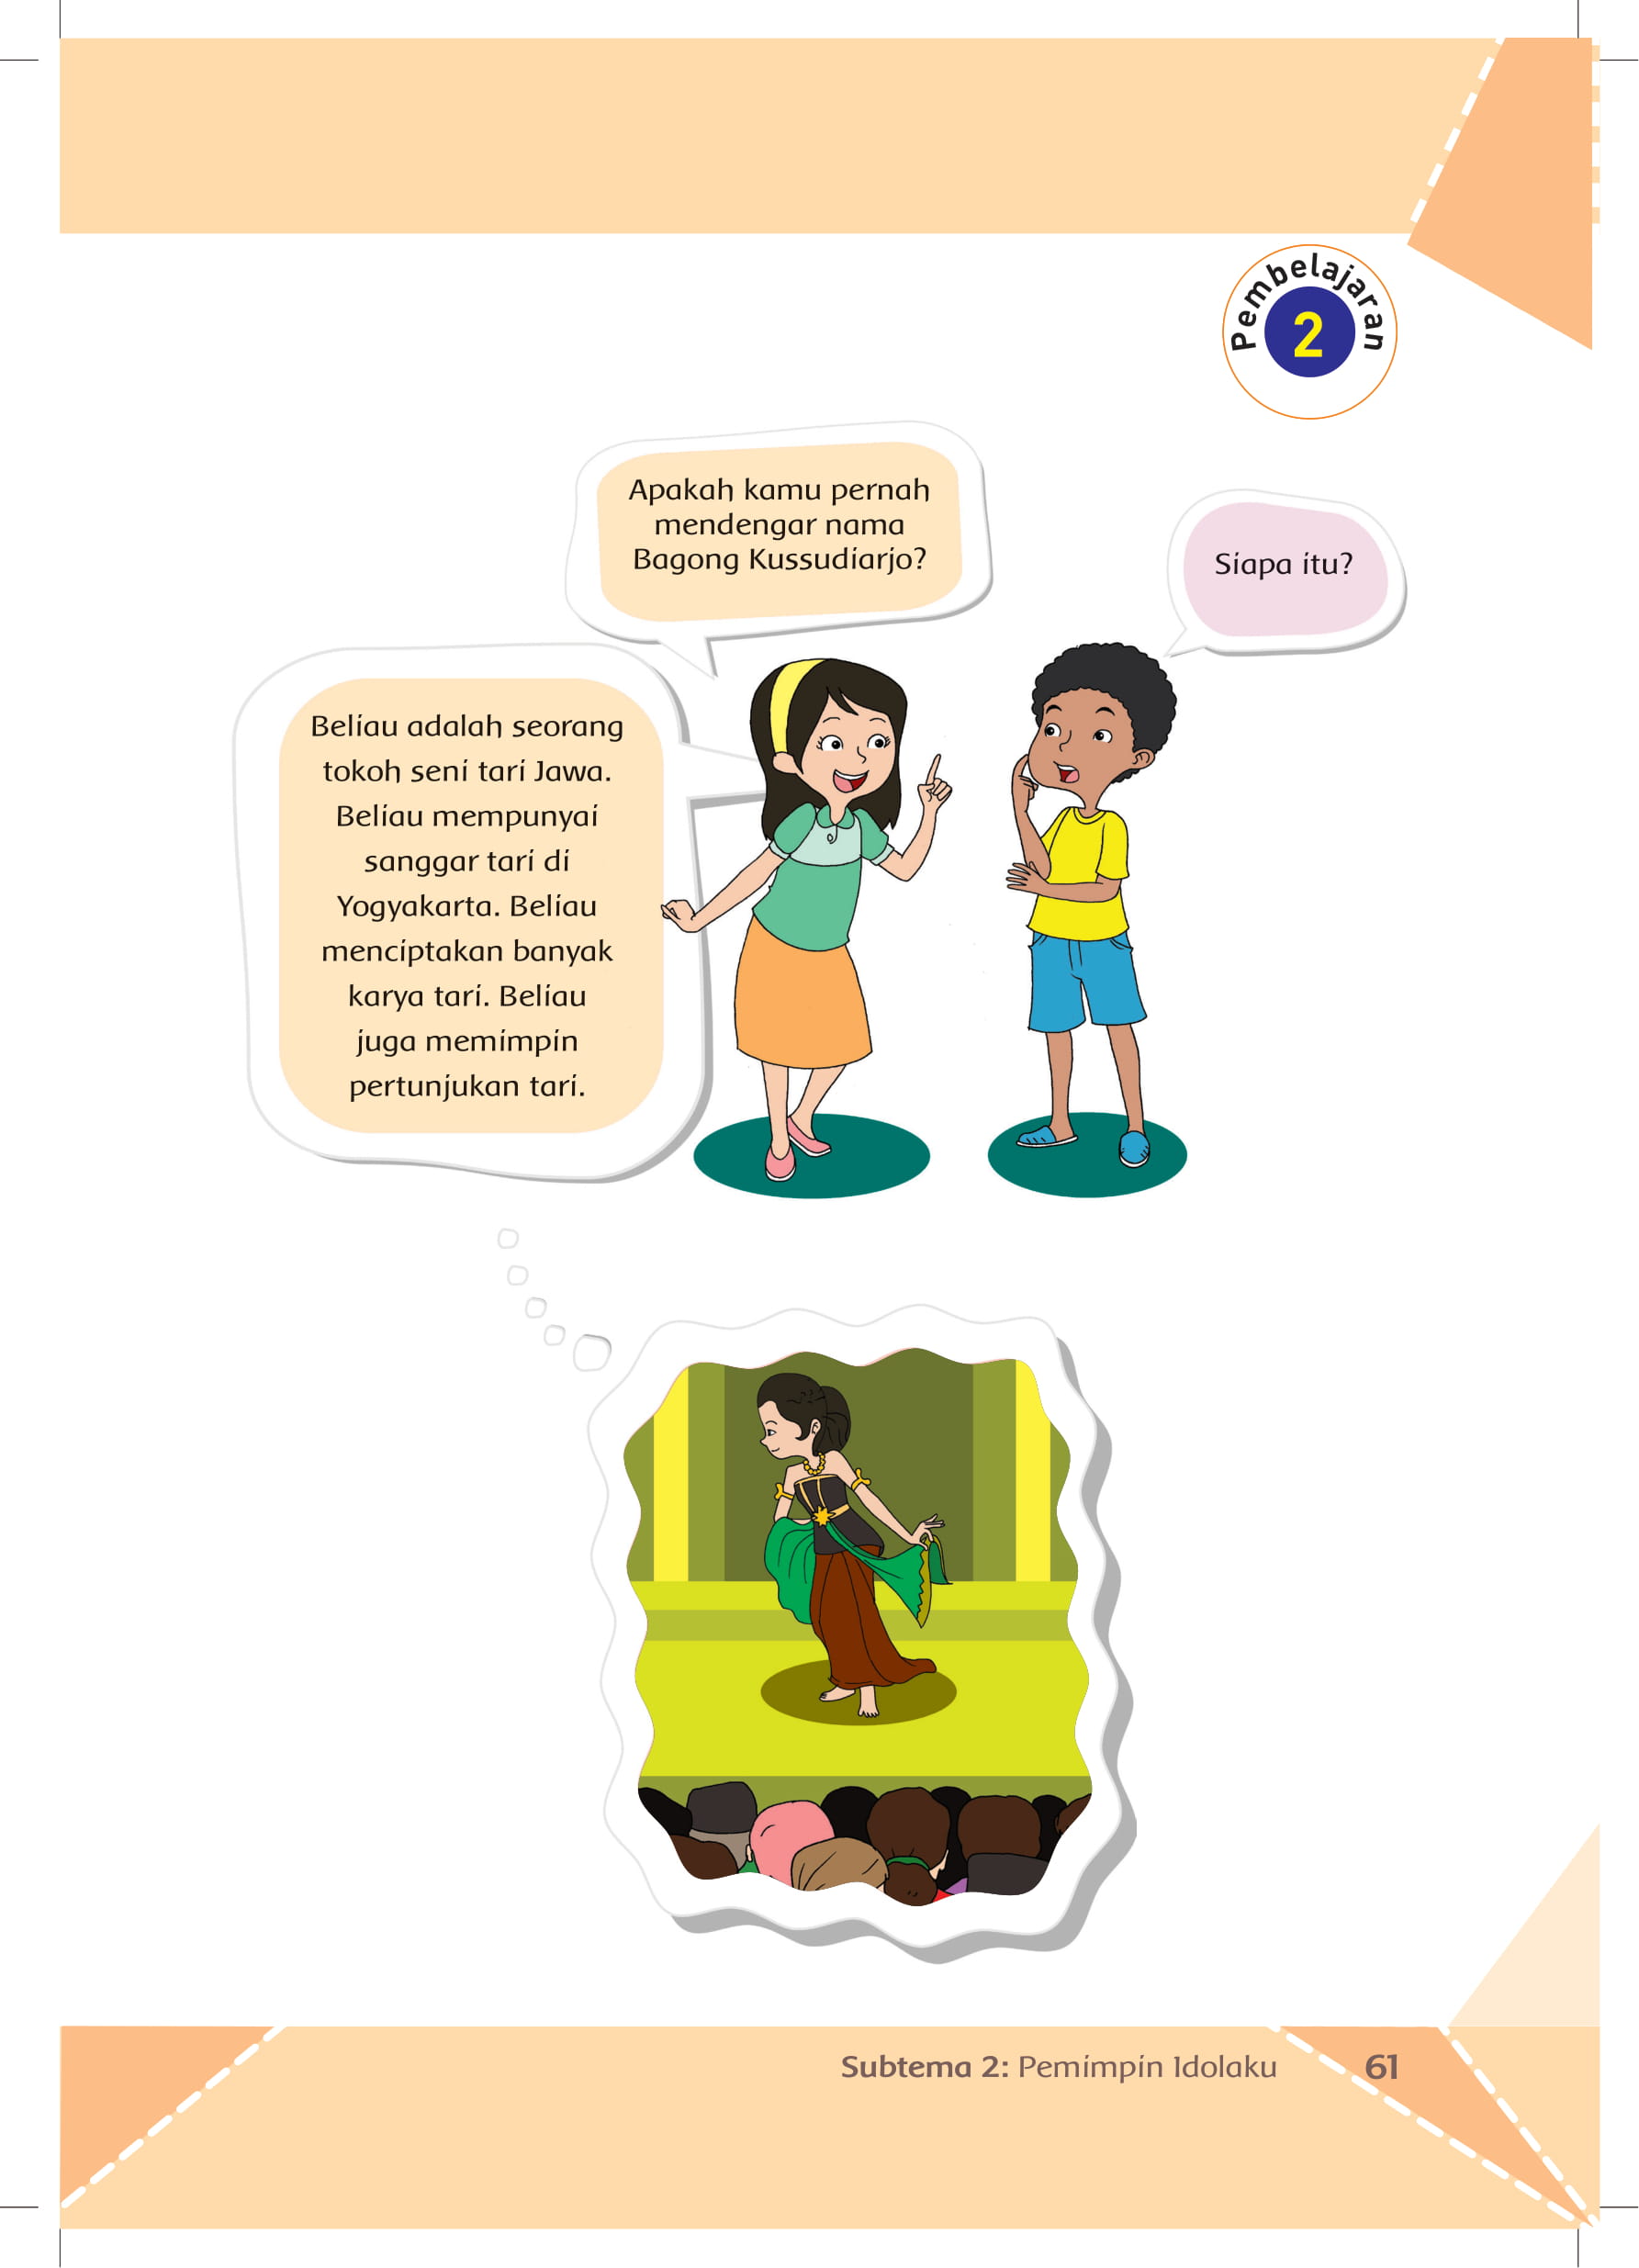 Pembelajaran
2
Apakah kamu pernah
mendengar nama
Bagong Kussudiarjo?
Siapa itu?
Beliau adalah seorang
tokoh seni tari Jawa.
Beliau mempunyai
sanggar tari di
Yogyakarta. Beliau
menciptakan banyak
karya tari. Beliau
juga memimpin
pertunjukan tari.
Subtema 2: Pemimpin Idolaku 61